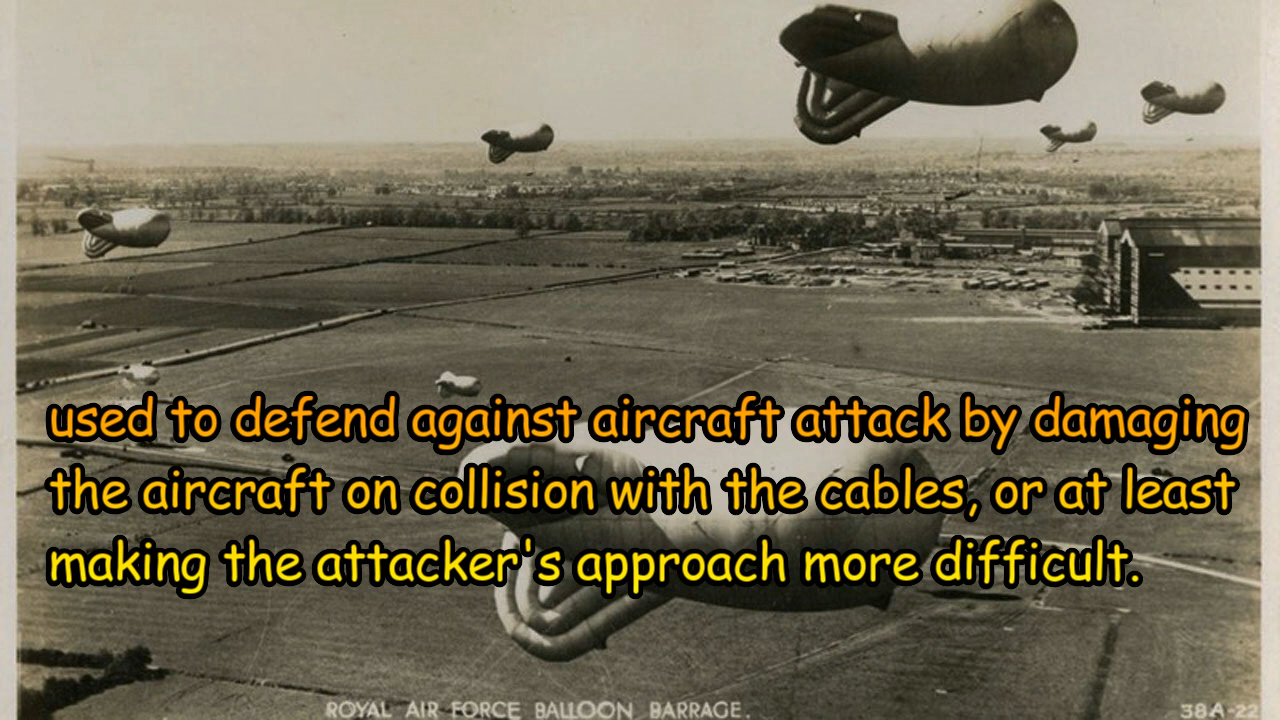 used to defend against aircraft attack by damaging
the aircraft on collision with the cables, or at least
making the attacker's approach more difficult.
ROYAL AIR FORCE BALLOON BARRAGE.
38A-22